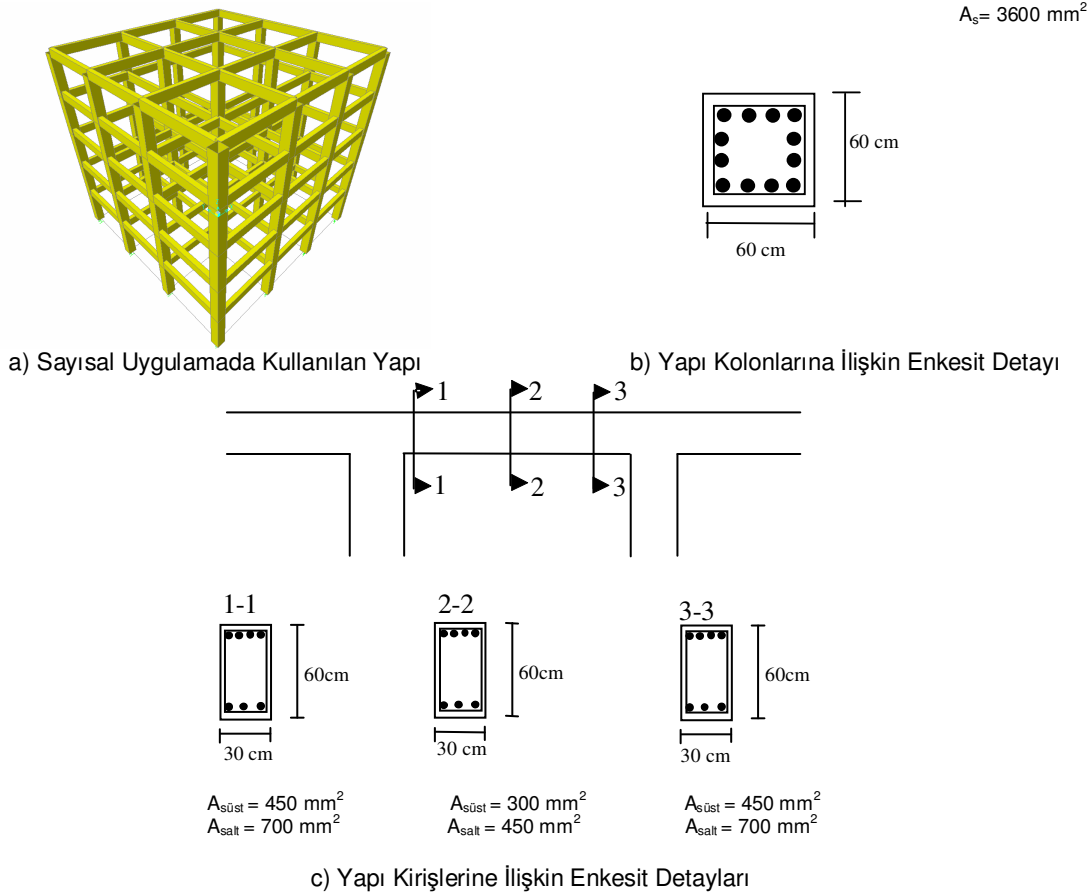 As= 3600 mm²
60 cm
60 cm
a) Sayısal Uygulamada Kullanılan Yapı
b) Yapı Kolonlarına İlişkin Enkesit Detayı
1 2 3
1 2 3
1-1 2-2 3-3
60cm 60cm 60cm
30 cm 30 cm 30 cm
Asüst = 450 mm² Asüst = 300 mm² Asüst = 450 mm²
Asalt = 700 mm² Asalt = 450 mm² Asalt = 700 mm²
c) Yapı Kirişlerine İlişkin Enkesit Detayları